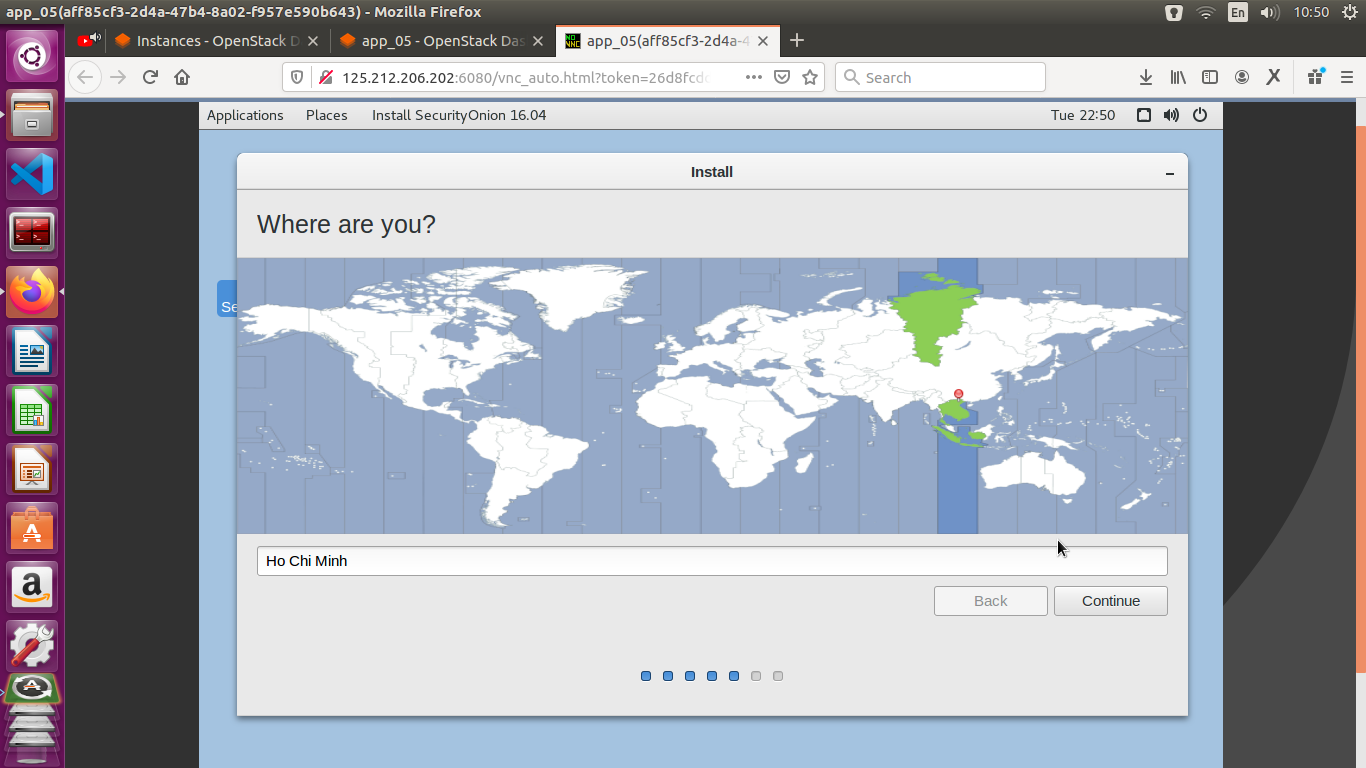 app_05(aff85cf3-2d4a-47b4-8a02-f957e590b643) - Mozilla Firefox
En
10:50
Instances - OpenStack D
app_05 - OpenStack Das
app_05(aff85cf3-2d4a-4
125.212.206.202:6080/vnc_auto.html?token=26d8fcd
Search
Applications
Places
Install SecurityOnion 16.04
Tue 22:50
Install
Where are you?
Se
Ho Chi Minh
Back
Continue